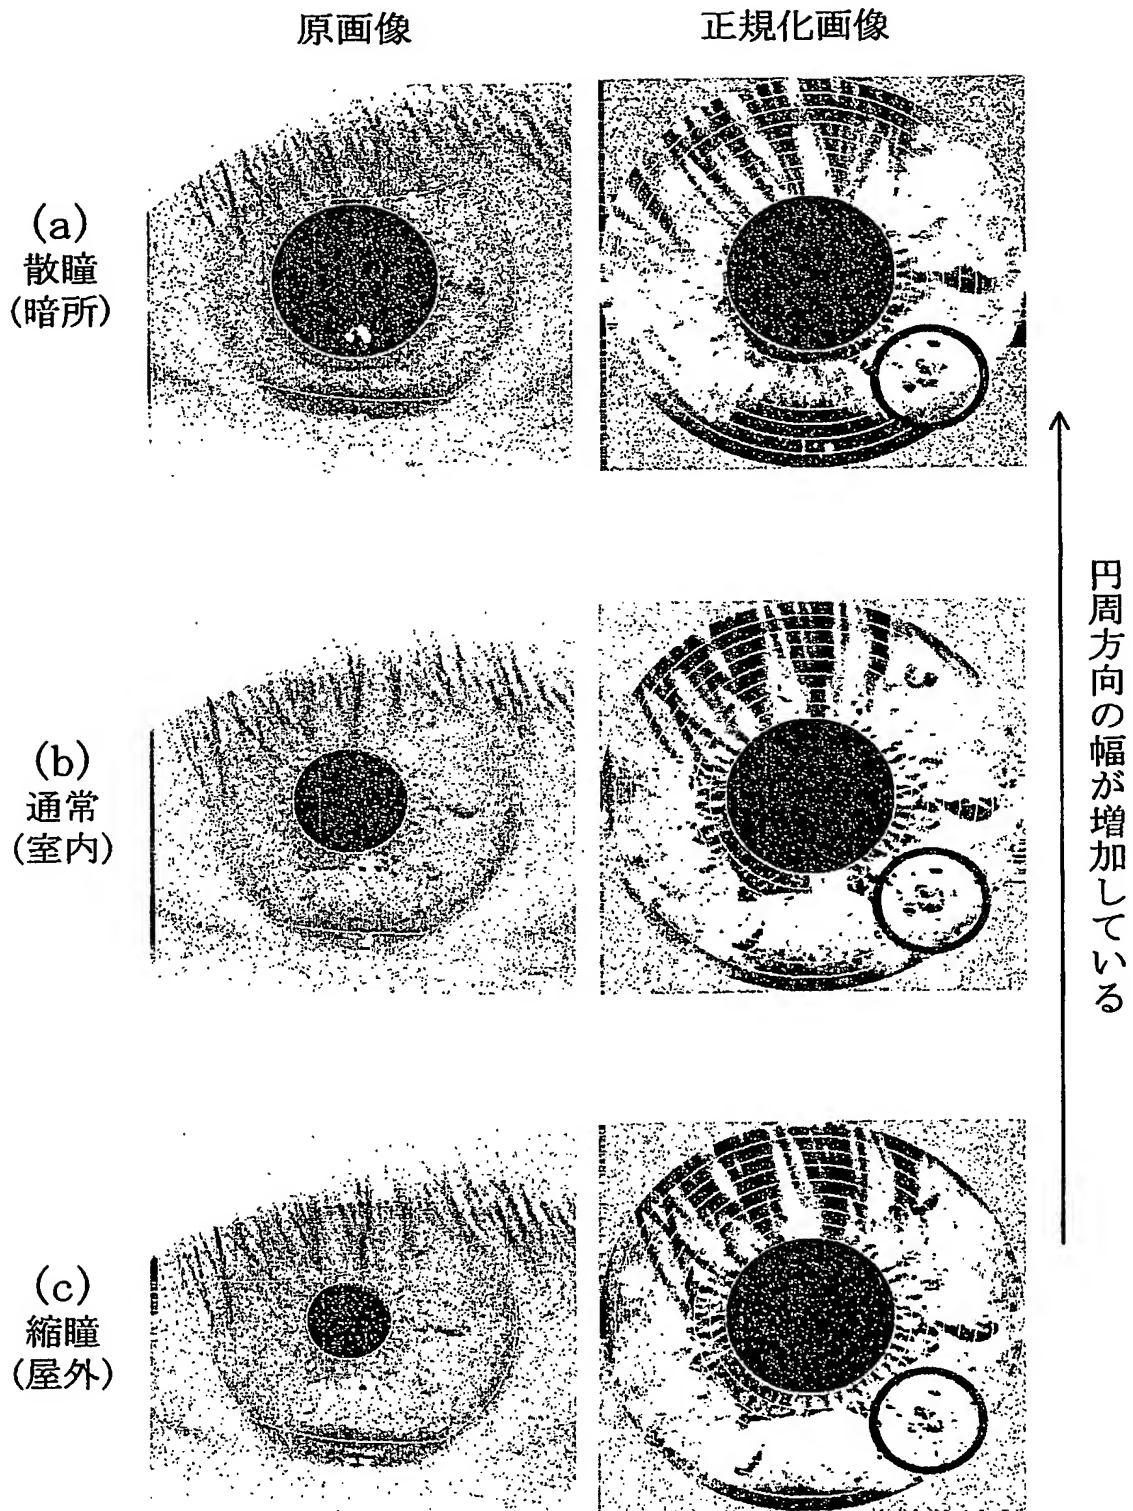 原画像
正規化画像
(a)
散瞳
(暗所)
(b)
通常
(室内)
(c)
縮瞳
(屋外)
円周方向の幅が増加している